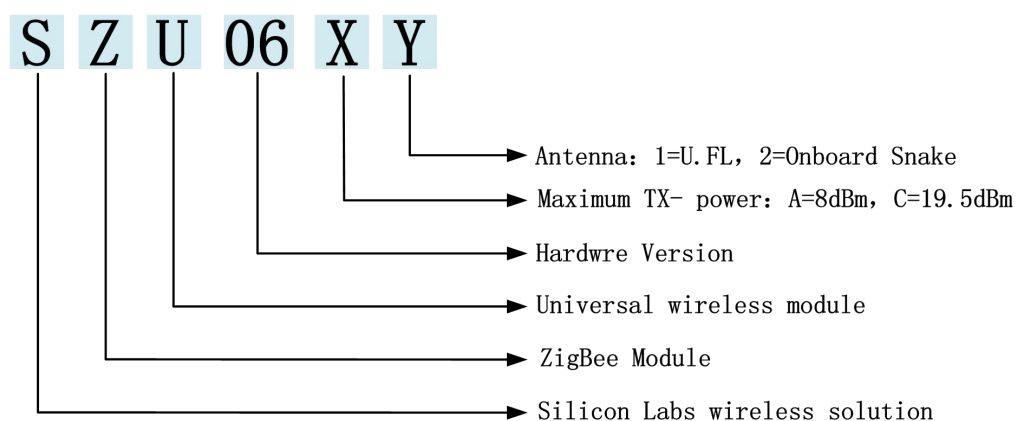 S Z U 06 X Y
Antenna: 1=U.FL, 2=Onboard Snake
Maximum TX- power: A=8dBm, C=19.5dBm
Hardwre Version
Universal wireless module
ZigBee Module
Silicon Labs wireless solution